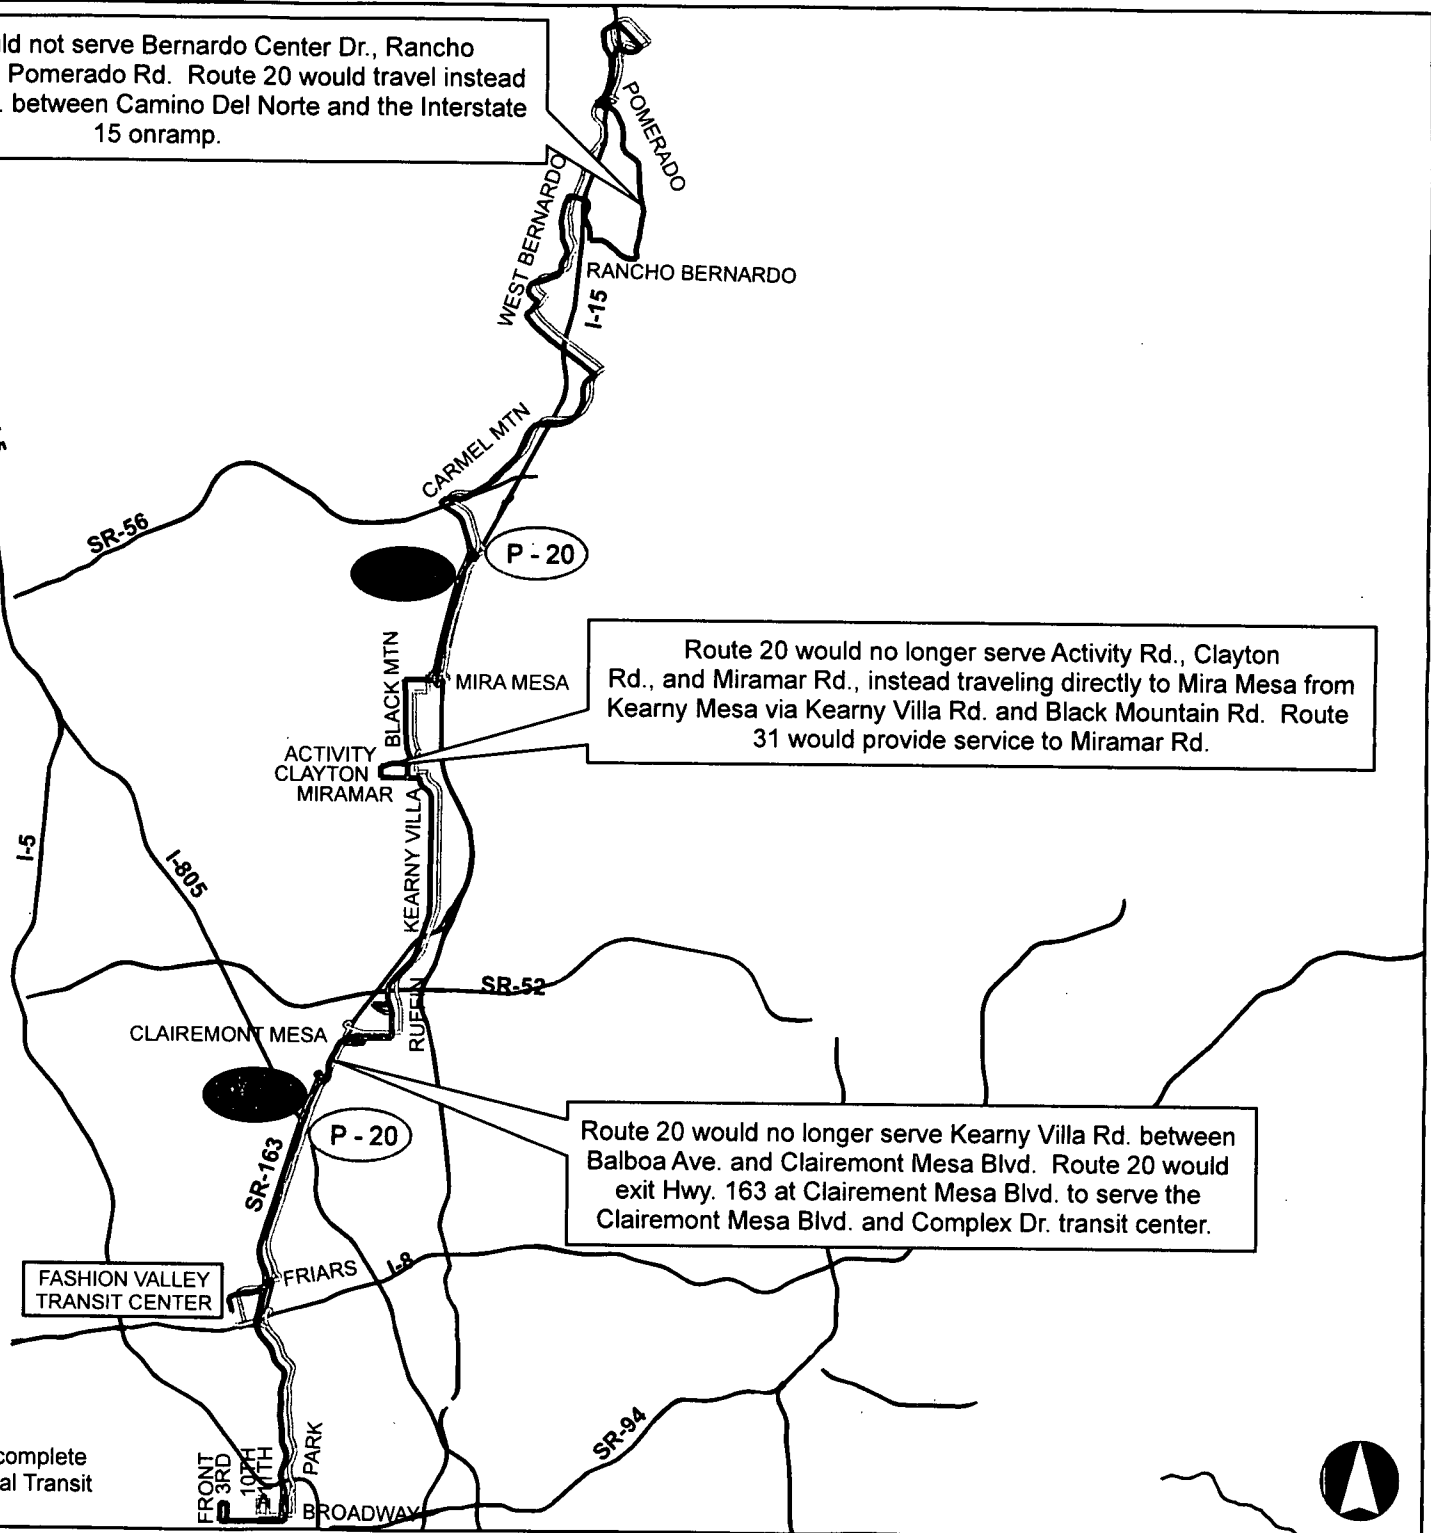 ld not serve Bernardo Center Dr., Rancho
Pomerado Rd. Route 20 would travel instead
. between Camino Del Norte and the Interstate
15 onramp.
POMERADO
WEST BERNARDO
RANCHO BERNARDO
I-15
CARMEL MTN
SR-56
P - 20
BLACK MTN
MIRA MESA
Route 20 would no longer serve Activity Rd., Clayton
Rd., and Miramar Rd., instead traveling directly to Mira Mesa from
Kearny Mesa via Kearny Villa Rd. and Black Mountain Rd. Route
31 would provide service to Miramar Rd.
ACTIVITY
CLAYTON
MIRAMAR
KEARNY VILLA
I-5
I-805
SR-52
RUFFIN
CLAIREMONT MESA
P - 20
SR-163
Route 20 would no longer serve Kearny Villa Rd. between
Balboa Ave. and Clairemont Mesa Blvd. Route 20 would
exit Hwy. 163 at Clairement Mesa Blvd. to serve the
Clairemont Mesa Blvd. and Complex Dr. transit center.
FRIARS
I-8
FASHION VALLEY
TRANSIT CENTER
SR-94
PARK
complete
al Transit
FRONT
3RD
10TH
11TH
BROADWAY